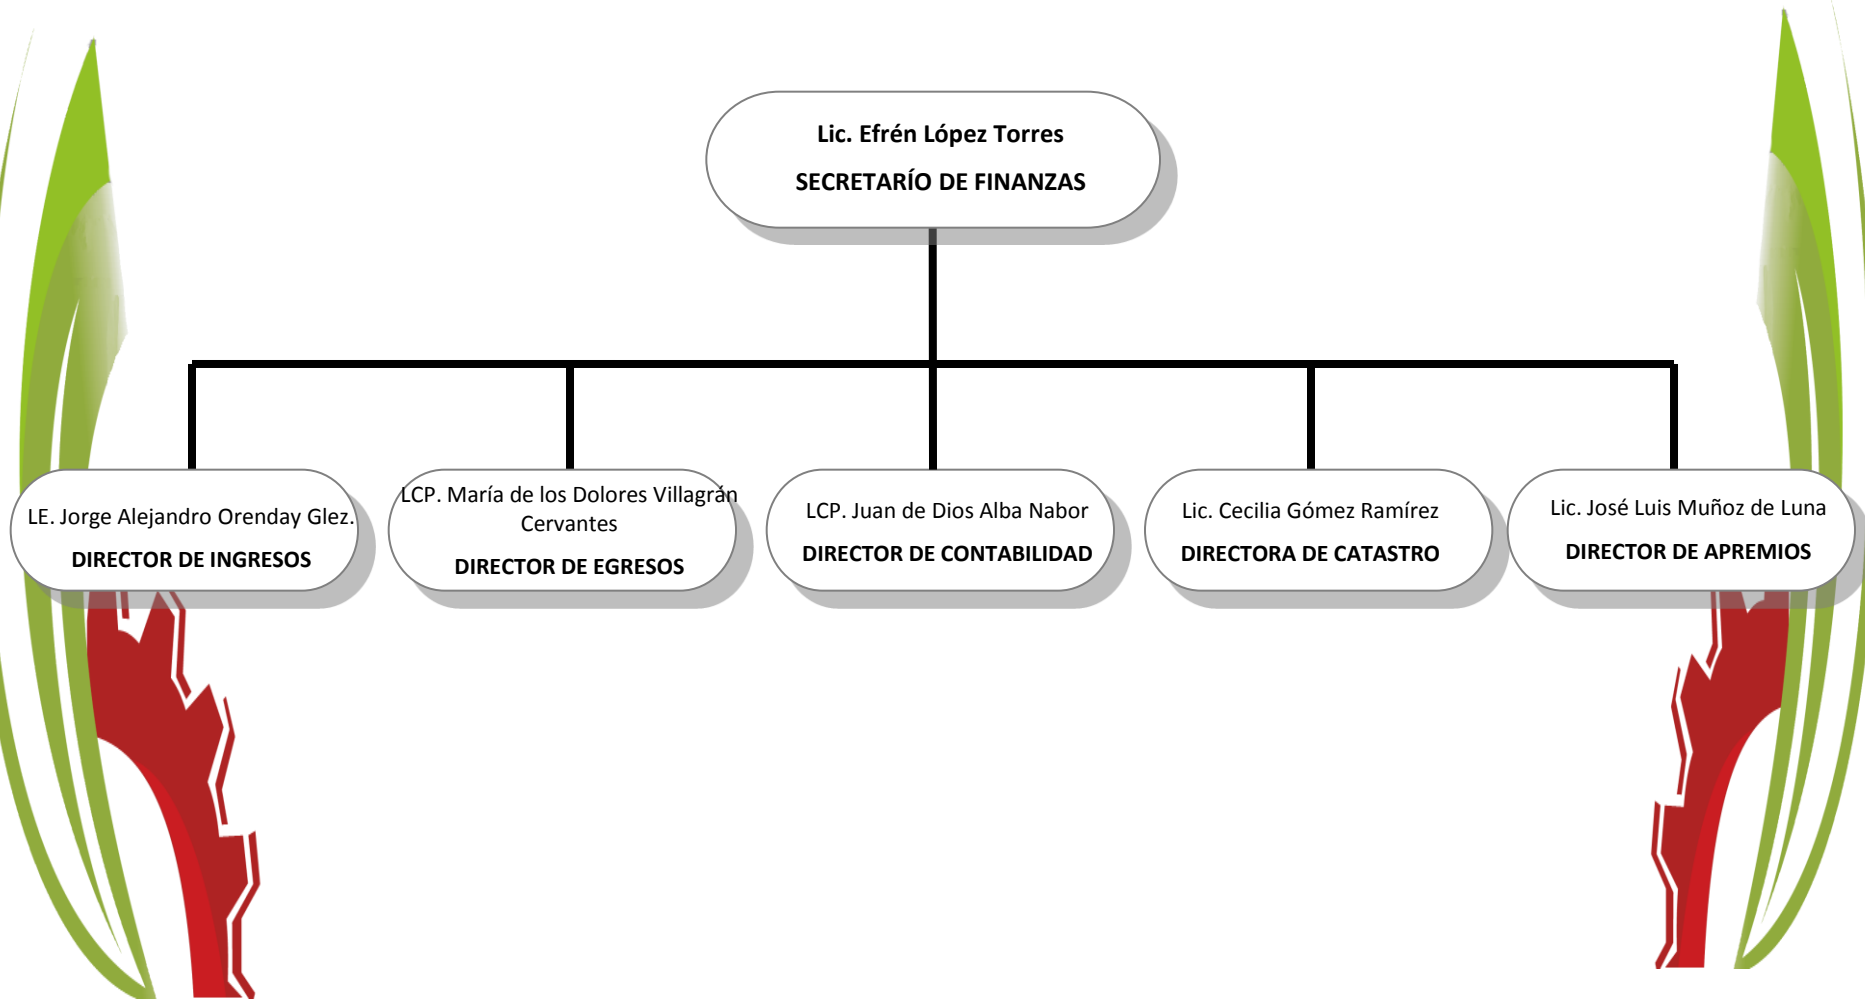 Lic. Efrén López Torres
SECRETARÍO DE FINANZAS
LE. Jorge Alejandro Orenday Glez.
DIRECTOR DE INGRESOS
LCP. María de los Dolores Villagrán
Cervantes
DIRECTOR DE EGRESOS
LCP. Juan de Dios Alba Nabor
DIRECTOR DE CONTABILIDAD
Lic. Cecilia Gómez Ramírez
DIRECTORA DE CATASTRO
Lic. José Luis Muñoz de Luna
DIRECTOR DE APREMIOS